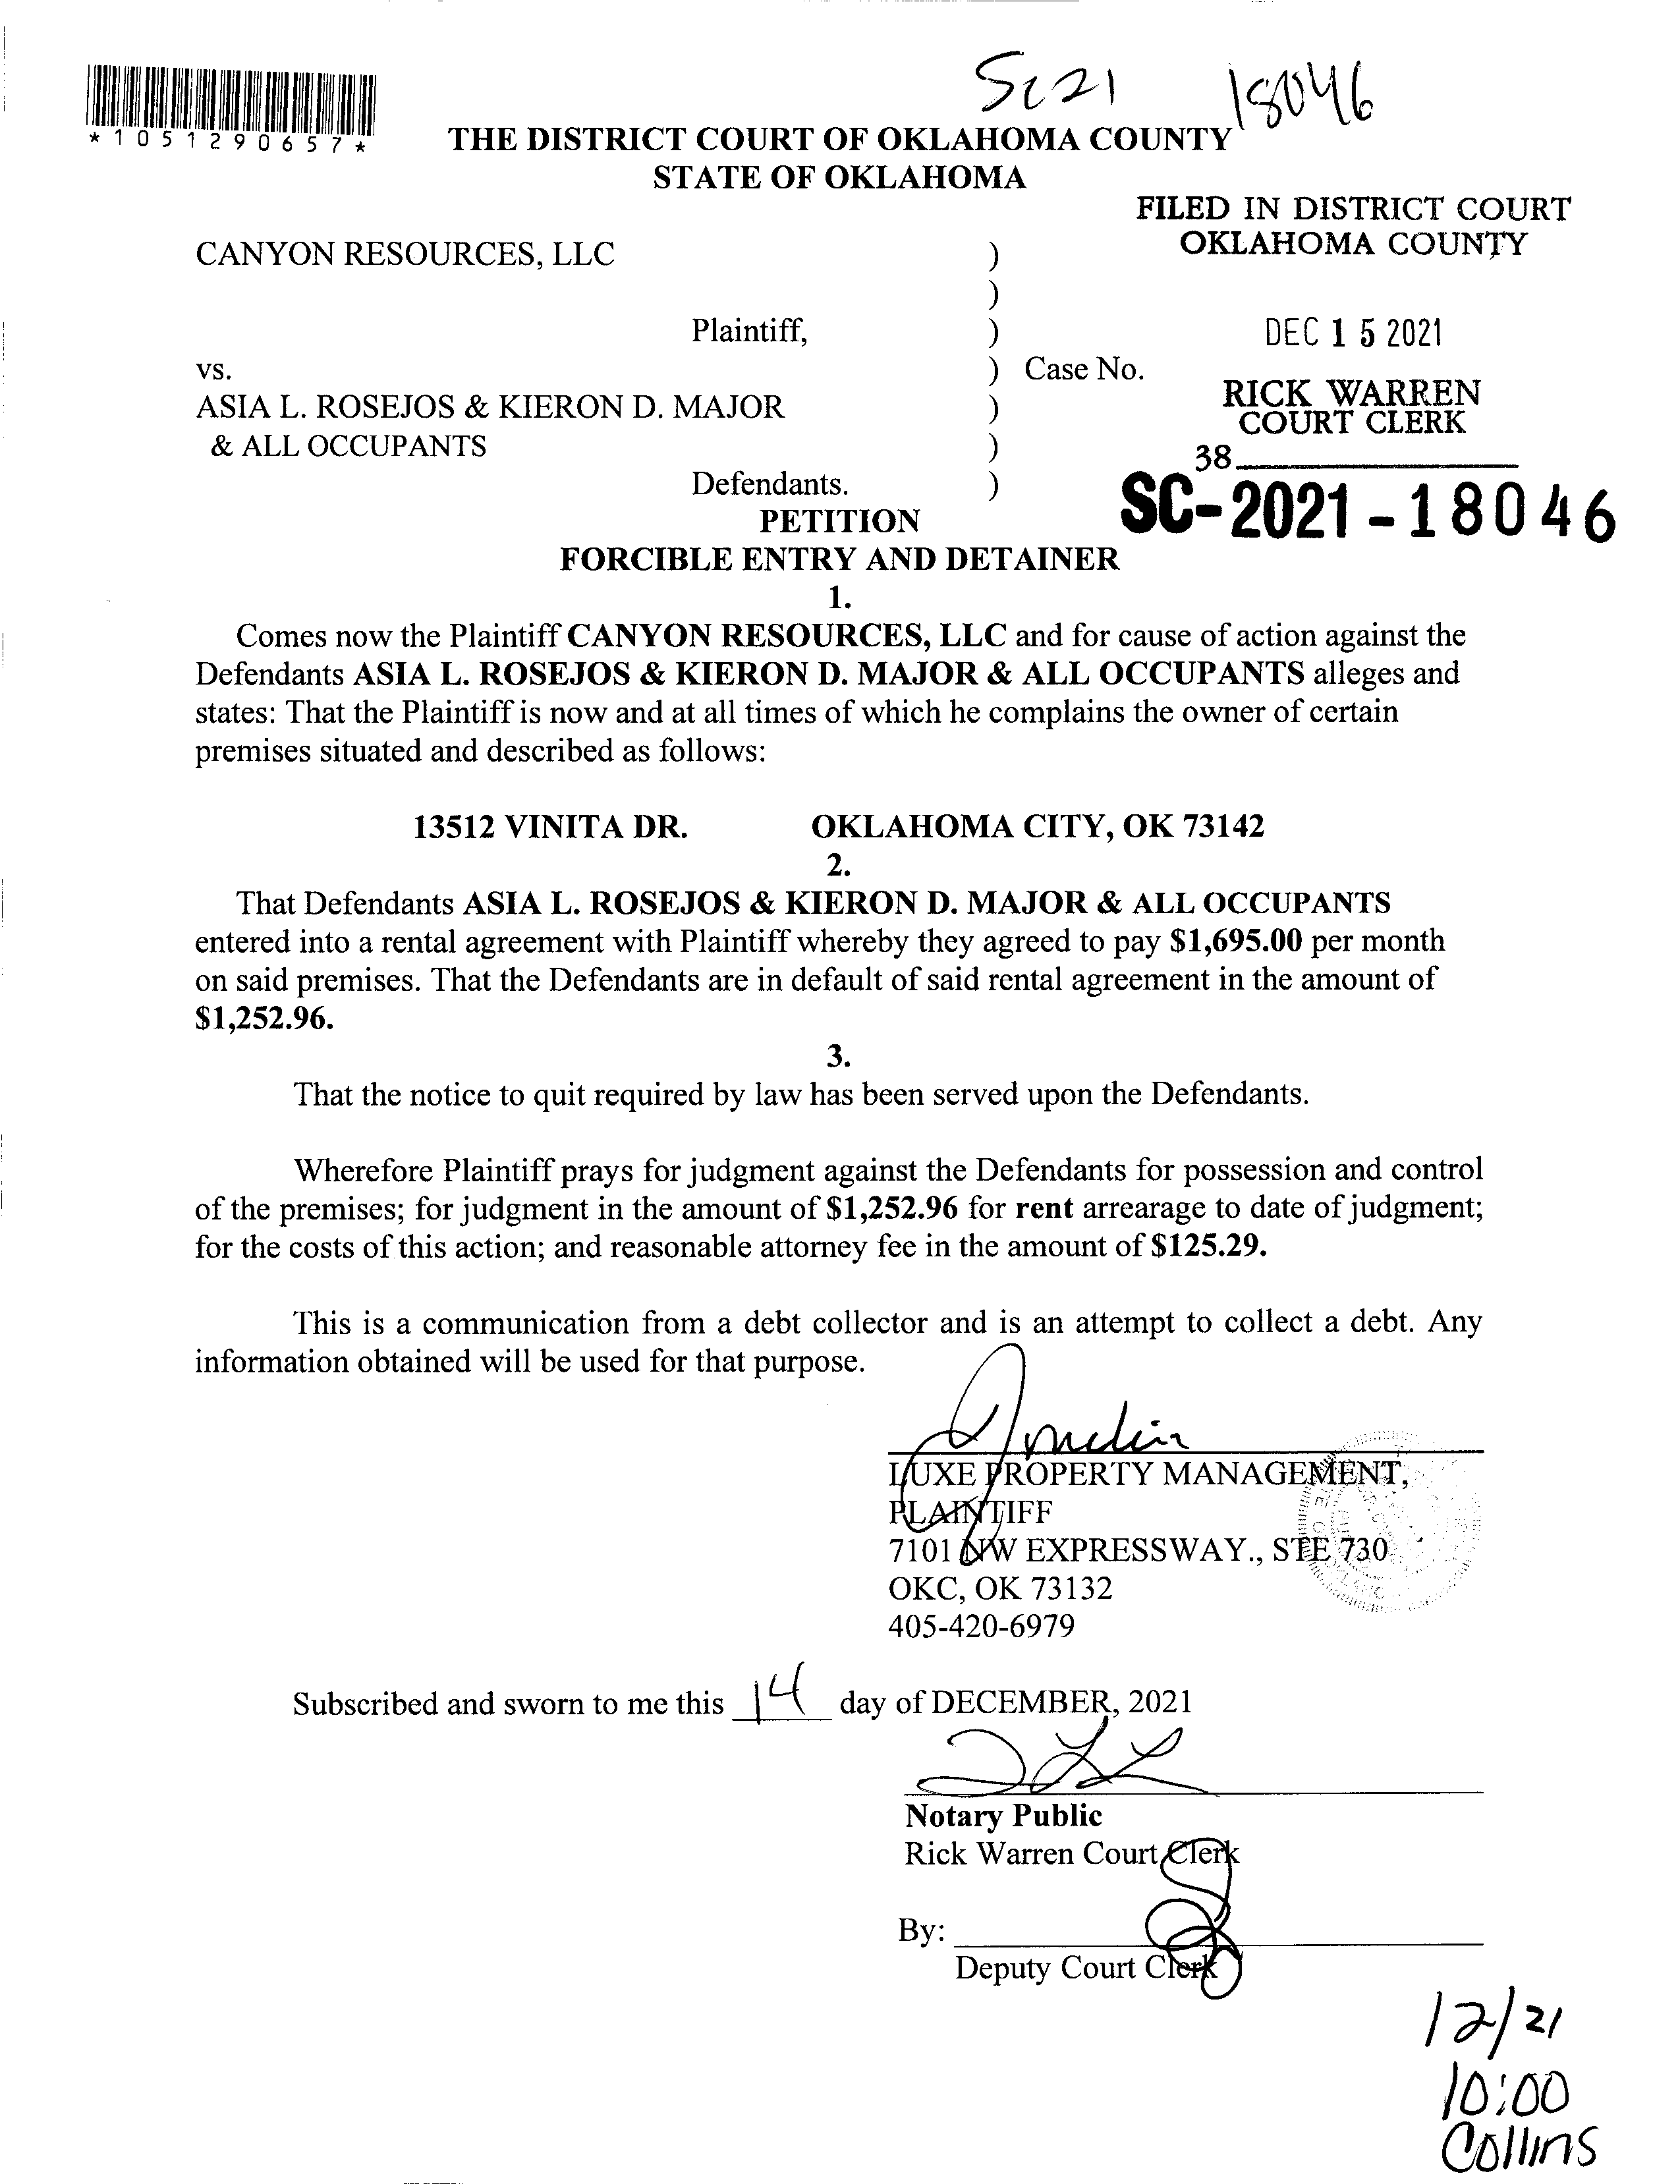 Sc21 18046
*1051290657*
THE DISTRICT COURT OF OKLAHOMA COUNTY
STATE OF OKLAHOMA
FILED IN DISTRICT COURT
OKLAHOMA COUNTY
CANYON RESOURCES, LLC )
)
Plaintiff, )
DEC 15 2021
vs. ) Case No.
RICK WARREN
COURT CLERK
ASIA L. ROSEJOS & KIERON D. MAJOR )
& ALL OCCUPANTS )
38
Defendants. )
SC-2021-18046
PETITION
FORCIBLE ENTRY AND DETAINER
1.
Comes now the Plaintiff CANYON RESOURCES, LLC and for cause of action against the
Defendants ASIA L. ROSEJOS & KIERON D. MAJOR & ALL OCCUPANTS alleges and
states: That the Plaintiff is now and at all times of which he complains the owner of certain
premises situated and described as follows:
13512 VINITA DR. OKLAHOMA CITY, OK 73142
2.
That Defendants ASIA L. ROSEJOS & KIERON D. MAJOR & ALL OCCUPANTS
entered into a rental agreement with Plaintiff whereby they agreed to pay $1,695.00 per month
on said premises. That the Defendants are in default of said rental agreement in the amount of
$1,252.96.
3.
That the notice to quit required by law has been served upon the Defendants.
Wherefore Plaintiff prays for judgment against the Defendants for possession and control
of the premises; for judgment in the amount of $1,252.96 for rent arrearage to date of judgment;
for the costs of this action; and reasonable attorney fee in the amount of $125.29.
This is a communication from a debt collector and is an attempt to collect a debt. Any
information obtained will be used for that purpose.
LUXE PROPERTY MANAGEMENT,
PLAINTIFF
7101 NW EXPRESSWAY., STE 730
OKC, OK 73132
405-420-6979
Subscribed and sworn to me this 14 day of DECEMBER, 2021
Notary Public
Rick Warren Court Clerk
By:
Deputy Court Clerk
12/21
10:00
Collins